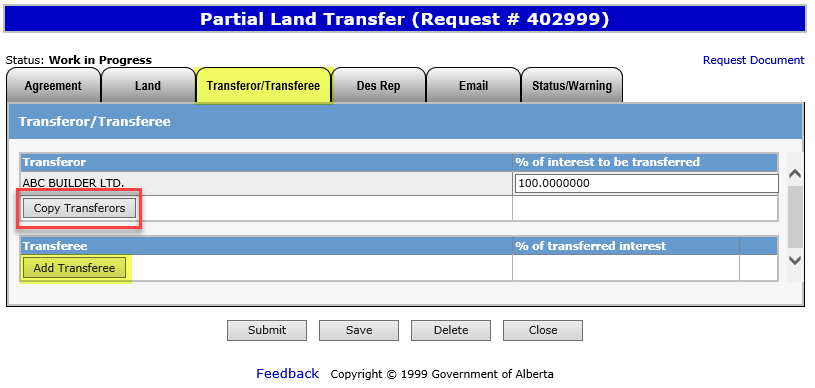 Partial Land Transfer (Request # 402999)
Status: Work in Progress Request Document
Agreement Land Transferor/Transferee Des Rep Email Status/Warning
Transferor/Transferee
Transferor % of interest to be transferred
ABC BUILDER LTD. 100.0000000
Copy Transferors
Transferee % of transferred interest
Add Transferee
Submit Save Delete Close
Feedback Copyright © 1999 Government of Alberta